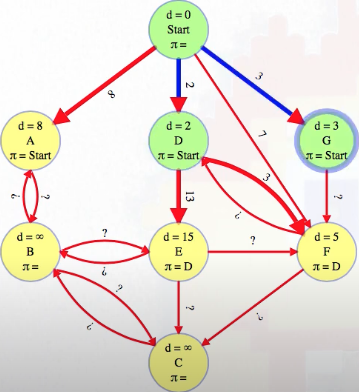 d = 0
Start
π =
8
2
3
7
d = 8
A
π = Start
d = 2
D
π = Start
d = 3
G
π = Start
?
?
13
3
?
?
d = ∞
B
π =
?
?
d = 15
E
π = D
?
d = 5
F
π = D
?
?
?
?
d = ∞
C
π =